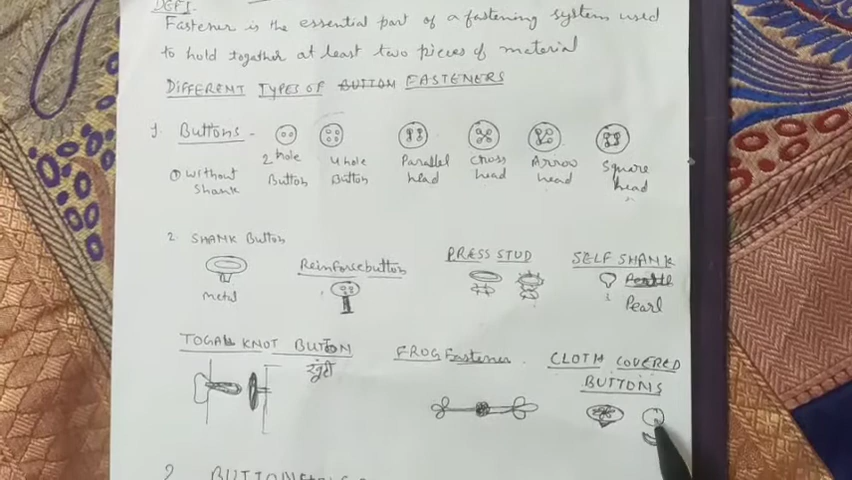 DEFI
Fastener is the essential part of a fastening system used
to hold together at least two pieces of material
DIFFERENT TYPES OF BUTTON FASTENERS
1. Buttons -
① without Shank
2 hole Button
4 hole Button
Parallel head
Cross head
Arrow head
Square head
2. SHANK Button
metal
Reinforsebutton
PRESS STUD
SELF SHANK
Pearl
TOGAL KNOT BUTTON
खूंटी
FROG Fastener
CLOTH COVERED
BUTTONS
2